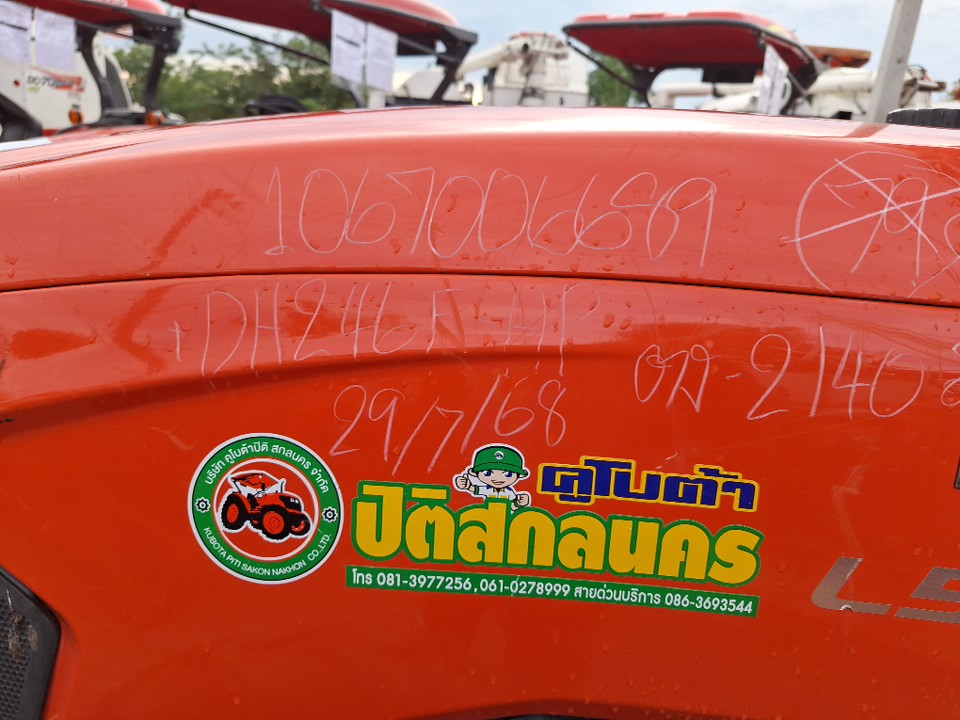 1067006689
DH246F-HP
ตล-2140
29/7/68
บริษัท คูโบต้าปิติ สกลนคร จำกัด
KUBOTA PITI SAKON NAKHON CO.,LTD.
คูโบต้า
ปิติสกลนคร
โทร 081-3977256,061-0278999 สายด่วนบริการ 086-3693544